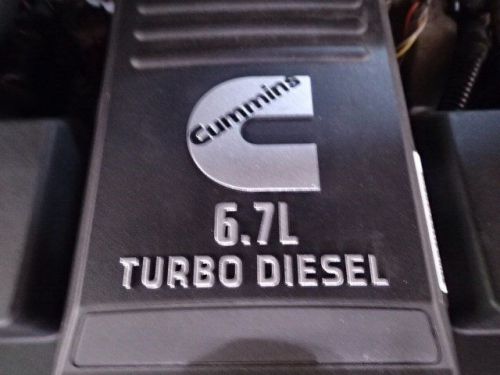 Cummins
6.7L
TURBO DIESEL